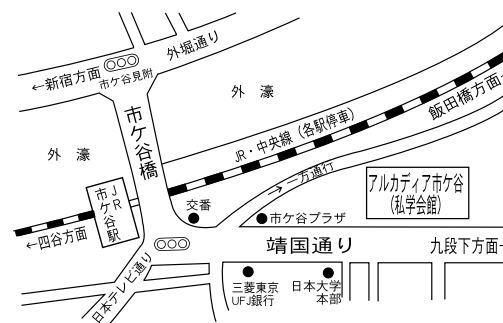 外堀通り
←新宿方面
市ケ谷見附
外 濠
飯田橋方面→
市ケ谷橋
JR・中央線（各駅停車）
外 濠
→一方通行
アルカディア市ケ谷
（私学会館）
JR
市ケ谷駅
交番
市ケ谷プラザ
←四谷方面
靖国通り
九段下方面→
日本テレビ通り
三菱東京
UFJ銀行
日本大学
本部